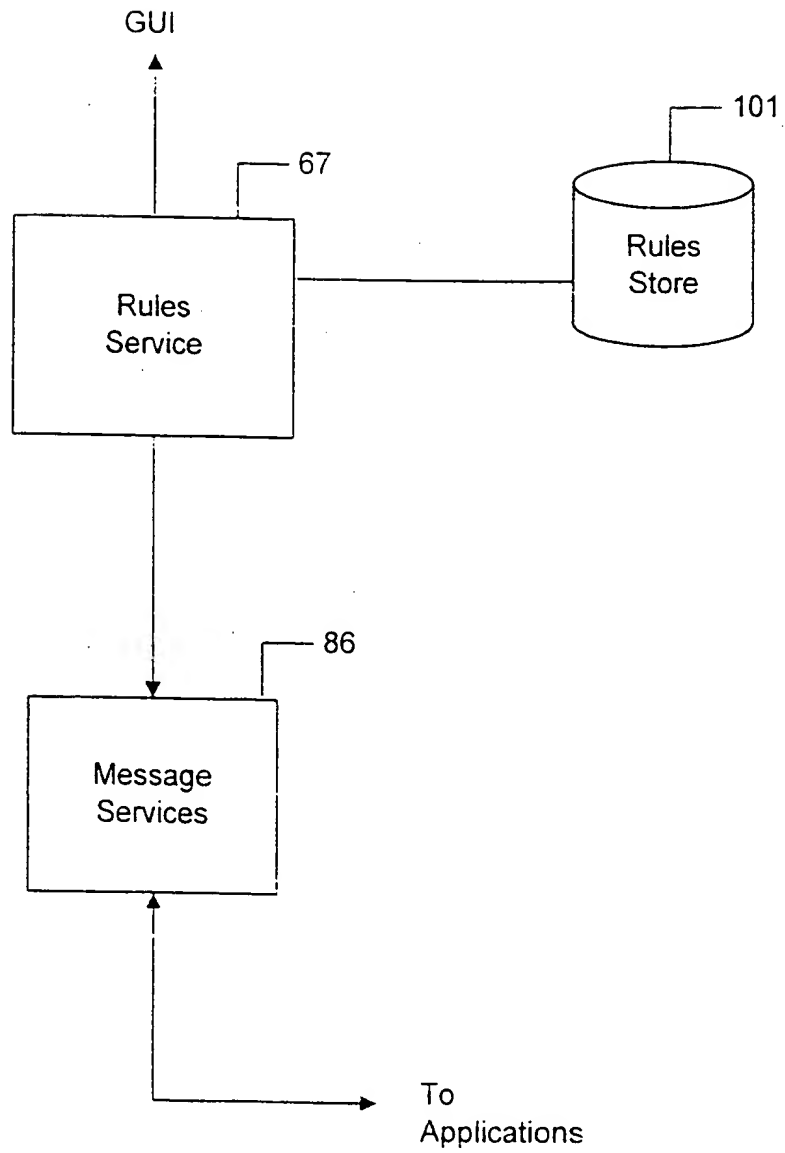 GUI
101
67
Rules
Store
Rules
Service
86
Message
Services
To
Applications